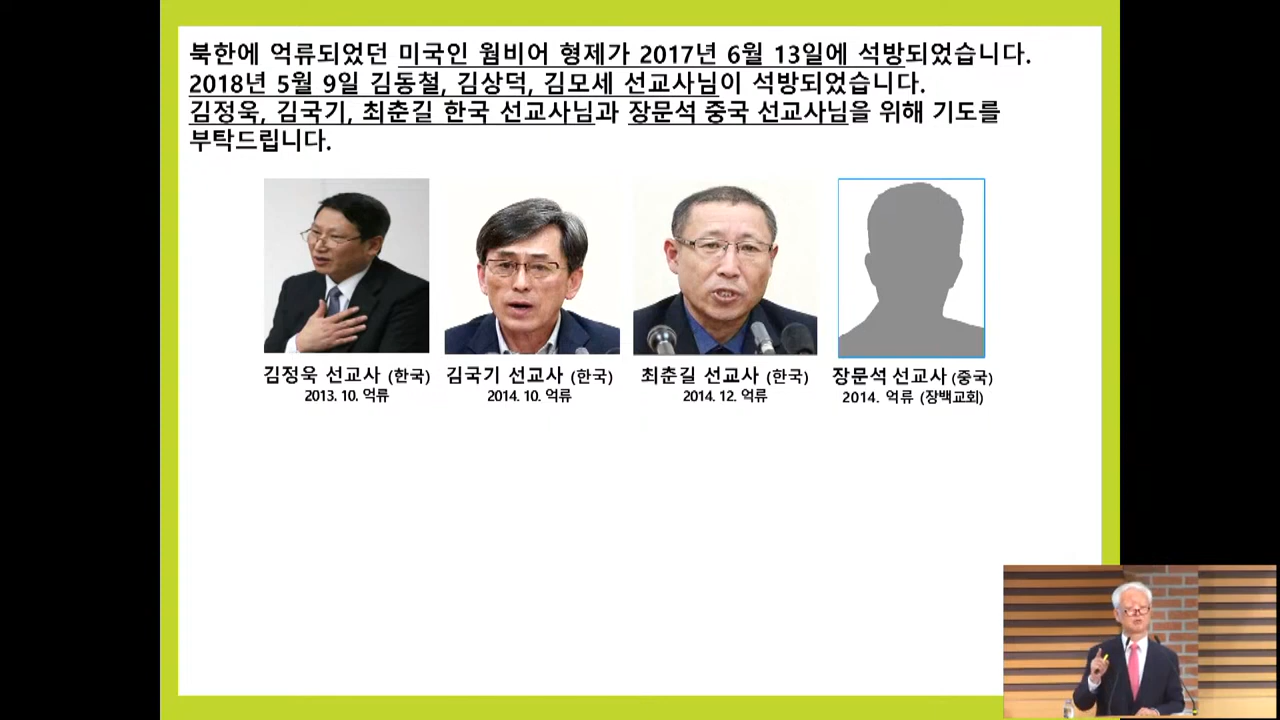 북한에 억류되었던 미국인 웜비어 형제가 2017년 6월 13일에 석방되었습니다.
2018년 5월 9일 김동철, 김상덕, 김모세 선교사님이 석방되었습니다.
김정욱, 김국기, 최춘길 한국 선교사님과 장문석 중국 선교사님을 위해 기도를
부탁드립니다.
김정욱 선교사 (한국)
2013. 10. 억류
김국기 선교사 (한국)
2014. 10. 억류
최춘길 선교사 (한국)
2014. 12. 억류
장문석 선교사 (중국)
2014. 억류 (장백교회)